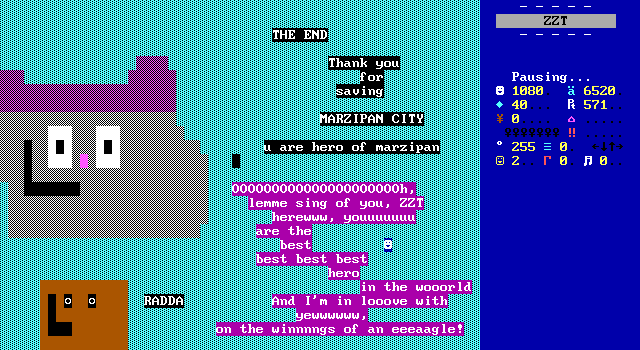 THE END
Thank you
for
saving
MARZIPAN CITY
u are hero of marzipan
OOOOOOOOOOOOOOOOOOOOOh,
lemme sing of you, ZZT
herewww, youuuuuuu
are the
best
best best best
hero
in the wooorld
And I'm in looove with
yewwwwww,
on the winnnngs of an eeeaagle!
RADDA
- - - - -
ZZT
- - - - -
Pausing...
1080 ä 6520
40 R 571
¥ 0
‼
° 255 ≡ 0 ←↓↑→
2 Γ 0 ♫ 0